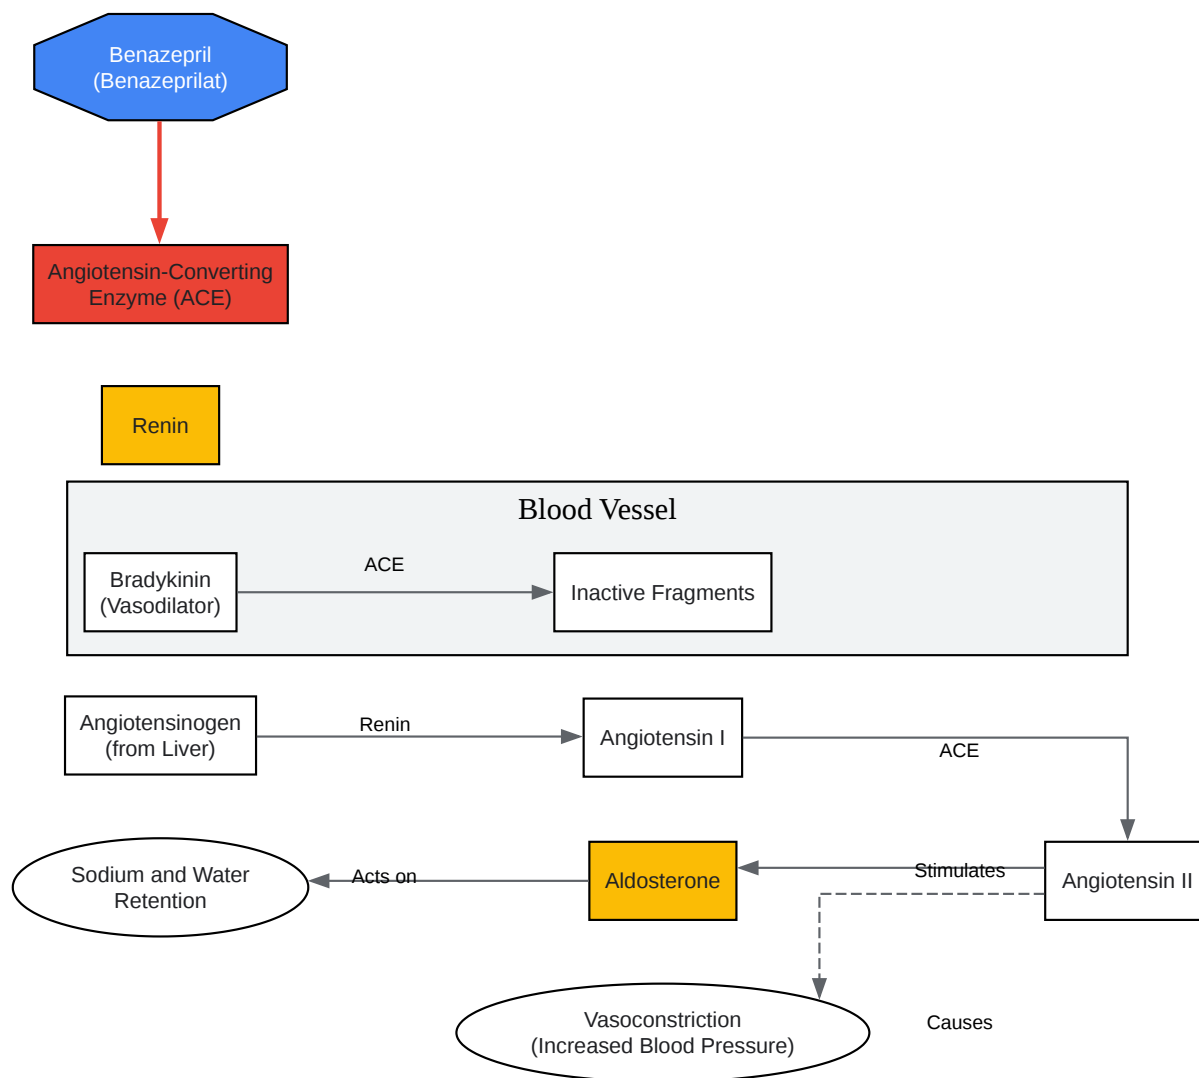 Benazepril
(Benazeprilat)
Angiotensin-Converting
Enzyme (ACE)
Renin
Blood Vessel
Bradykinin
(Vasodilator)
ACE
Inactive Fragments
Angiotensinogen
(from Liver)
Renin
Angiotensin I
ACE
Sodium and Water
Retention
Acts on
Aldosterone
Stimulates
Angiotensin II
Vasoconstriction
(Increased Blood Pressure)
Causes